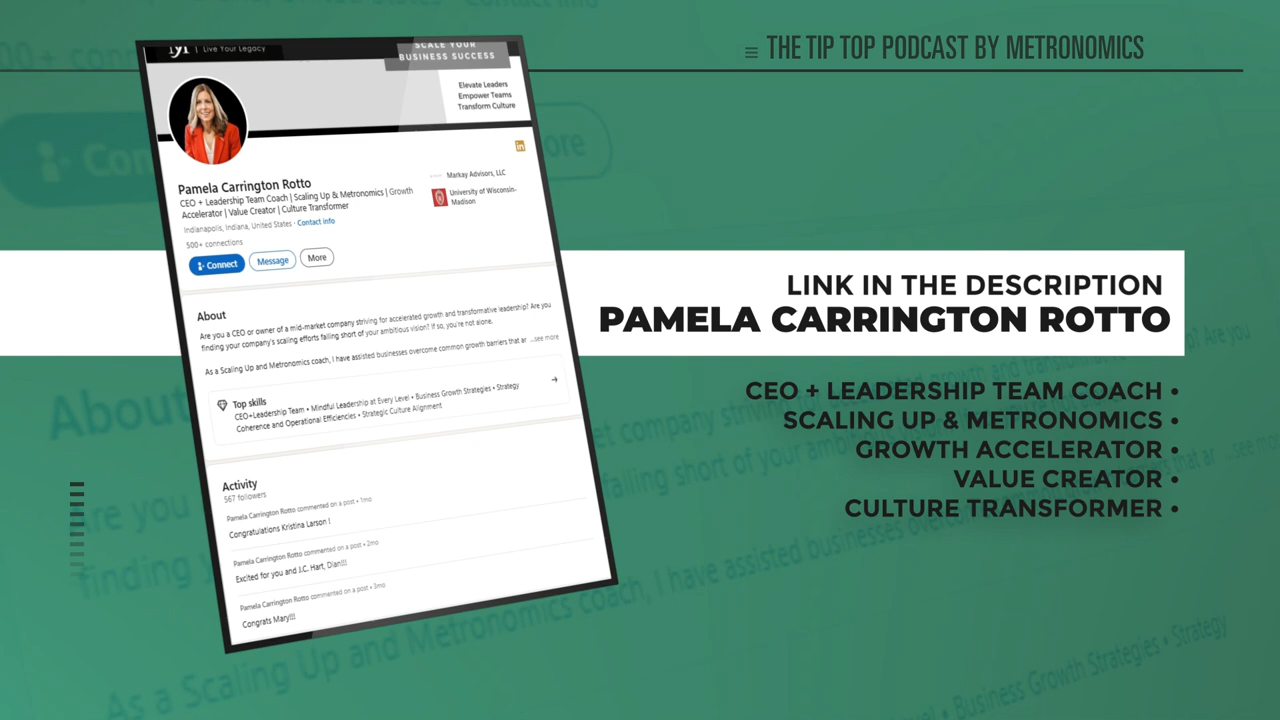 THE TIP TOP PODCAST BY METRONOMICS
Live Your Legacy
SCALE YOUR
BUSINESS SUCCESS
Elevate Leaders
Empower Teams
Transform Culture
Pamela Carrington Rotto
CEO + Leadership Team Coach | Scaling Up & Metronomics | Growth
Accelerator | Value Creator | Culture Transformer
Indianapolis, Indiana, United States · Contact info
500+ connections
Connect
Message
More
Markay Advisors, LLC
University of Wisconsin-
Madison
About
Are you a CEO or owner of a mid-market company striving for accelerated growth and transformative leadership? Are you
finding your company's scaling efforts falling short of your ambitious vision? If so, you're not alone.
As a Scaling Up and Metronomics coach, I have assisted businesses overcome common growth barriers that ar ...see more
Top skills
CEO+Leadership Team • Mindful Leadership at Every Level • Business Growth Strategies • Strategy
Coherence and Operational Efficiencies • Strategic Culture Alignment
Activity
567 followers
Pamela Carrington Rotto commented on a post • 1mo
Congratulations Kristina Larson !
Pamela Carrington Rotto commented on a post • 2mo
Excited for you and J.C. Hart, Dian!!!
Pamela Carrington Rotto commented on a post • 3mo
Congrats Mary!!!
LINK IN THE DESCRIPTION
PAMELA CARRINGTON ROTTO
CEO + LEADERSHIP TEAM COACH •
SCALING UP & METRONOMICS •
GROWTH ACCELERATOR •
VALUE CREATOR •
CULTURE TRANSFORMER •